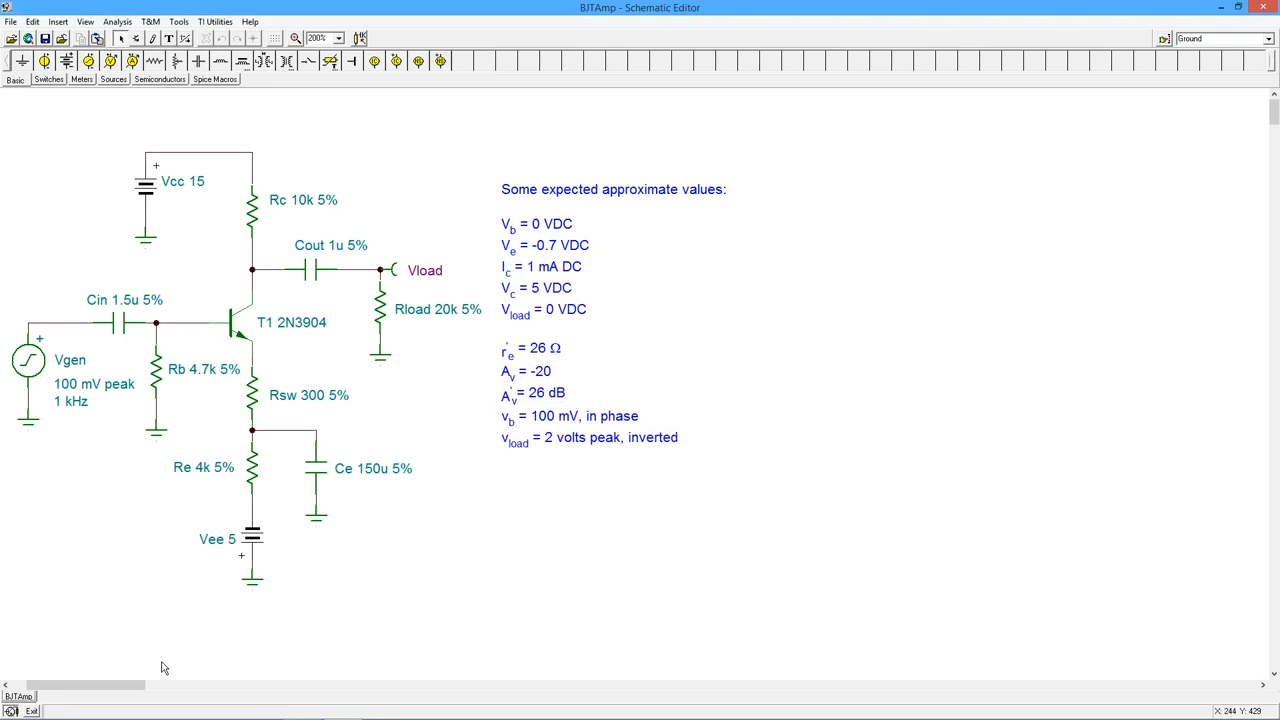 BJTAmp - Schematic Editor
File Edit Insert View Analysis T&M Tools TI Utilities Help
200% Ground
Basic Switches Meters Sources Semiconductors Spice Macros
+
Vcc 15
Rc 10k 5%
Cout 1u 5%
Vload
Cin 1.5u 5%
T1 2N3904
Rload 20k 5%
+
Vgen
100 mV peak
1 kHz
Rb 4.7k 5%
Rsw 300 5%
Re 4k 5%
Ce 150u 5%
Vee 5
+
Some expected approximate values:
Vb = 0 VDC
Ve = -0.7 VDC
Ic = 1 mA DC
Vc = 5 VDC
Vload = 0 VDC
r'e = 26 Ω
Av = -20
A'v = 26 dB
vb = 100 mV, in phase
vload = 2 volts peak, inverted
BJTAmp
Exit X: 244 Y: 429